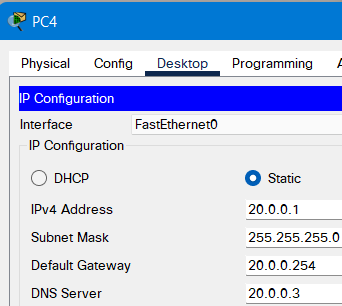 PC4
Physical Config Desktop Programming
IP Configuration
Interface FastEthernet0
IP Configuration
DHCP Static
IPv4 Address 20.0.0.1
Subnet Mask 255.255.255.0
Default Gateway 20.0.0.254
DNS Server 20.0.0.3